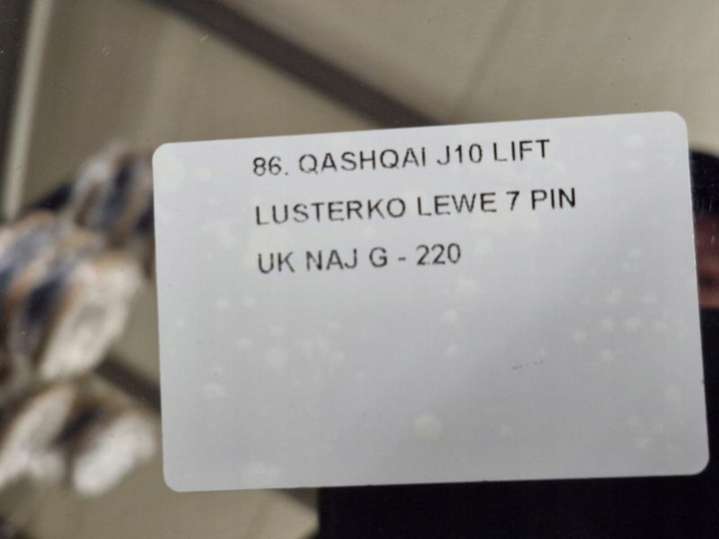 86. QASHQAI J10 LIFT
LUSTERKO LEWE 7 PIN
UK NAJ G - 220